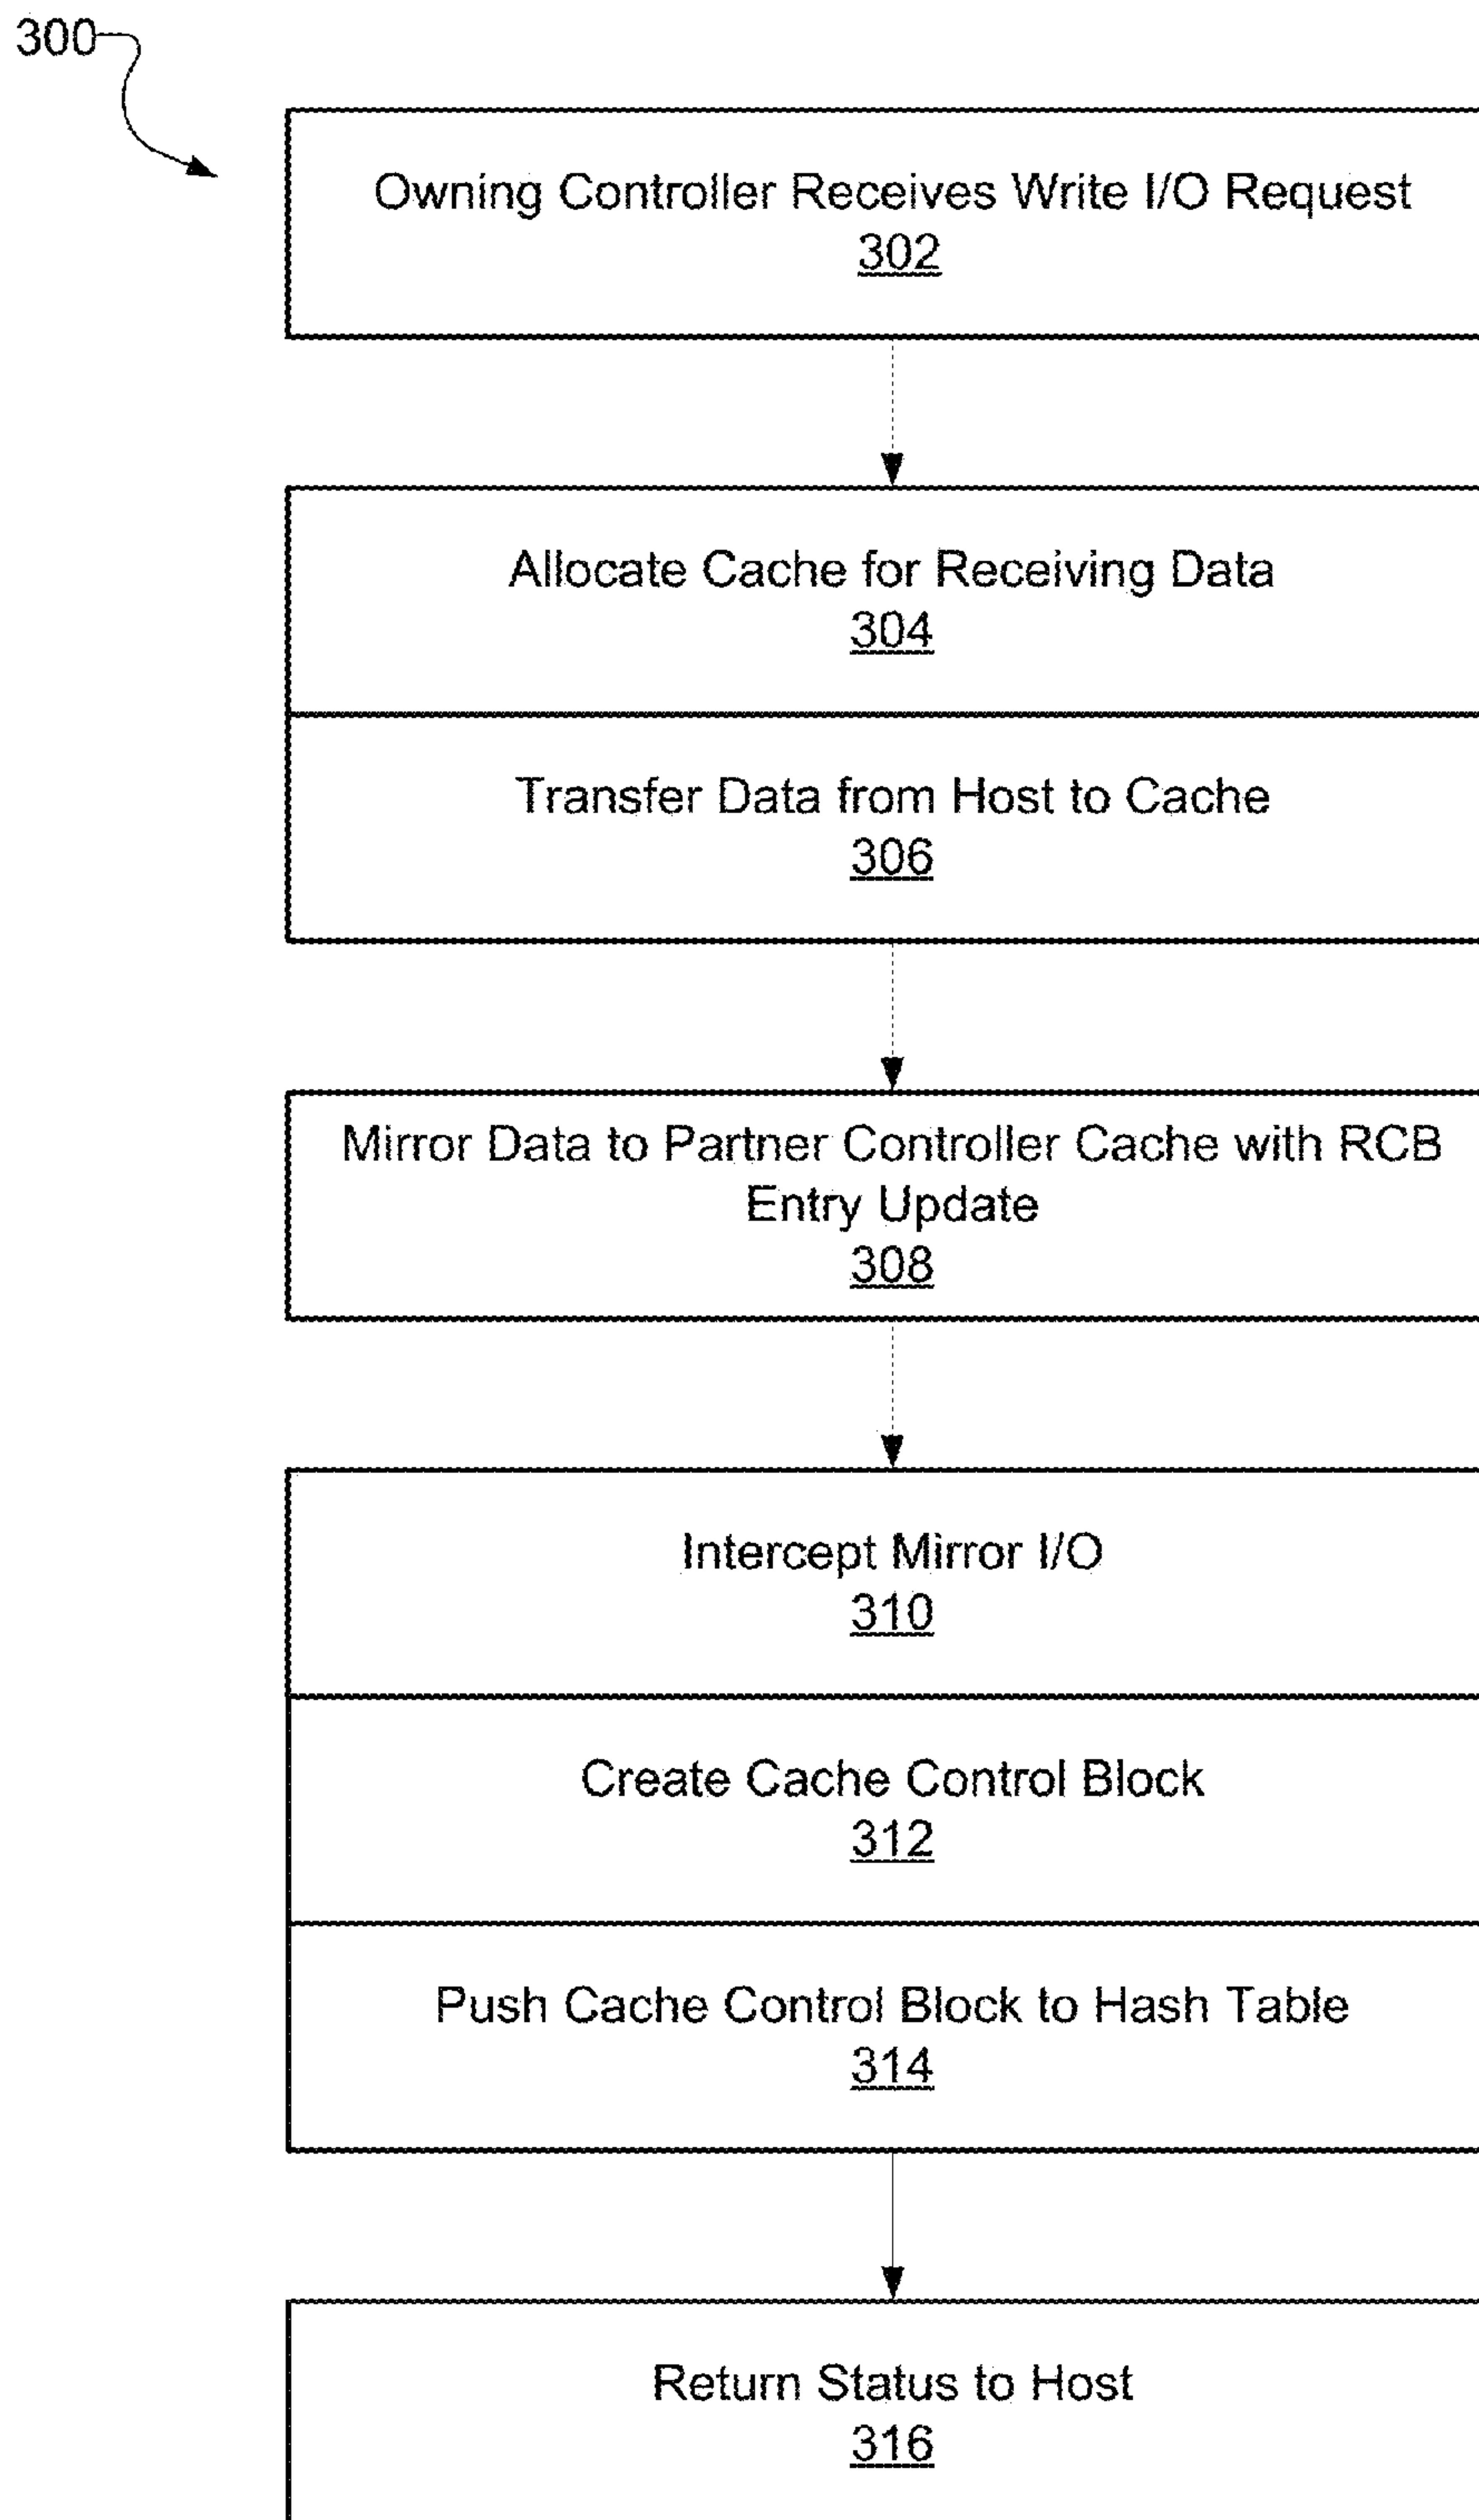 300
Owning Controller Receives Write I/O Request
302
Allocate Cache for Receiving Data
304
Transfer Data from Host to Cache
306
Mirror Data to Partner Controller Cache with RCB
Entry Update
308
Intercept Mirror I/O
310
Create Cache Control Block
312
Push Cache Control Block to Hash Table
314
Return Status to Host
316